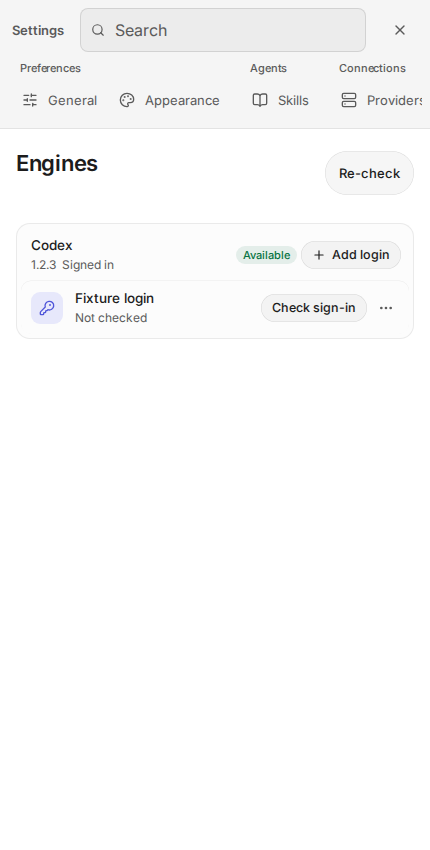 Settings
Search
Preferences
Agents
Connections
General
Appearance
Skills
Providers
Engines
Re-check
Codex
1.2.3 Signed in
Available
Add login
Fixture login
Not checked
Check sign-in